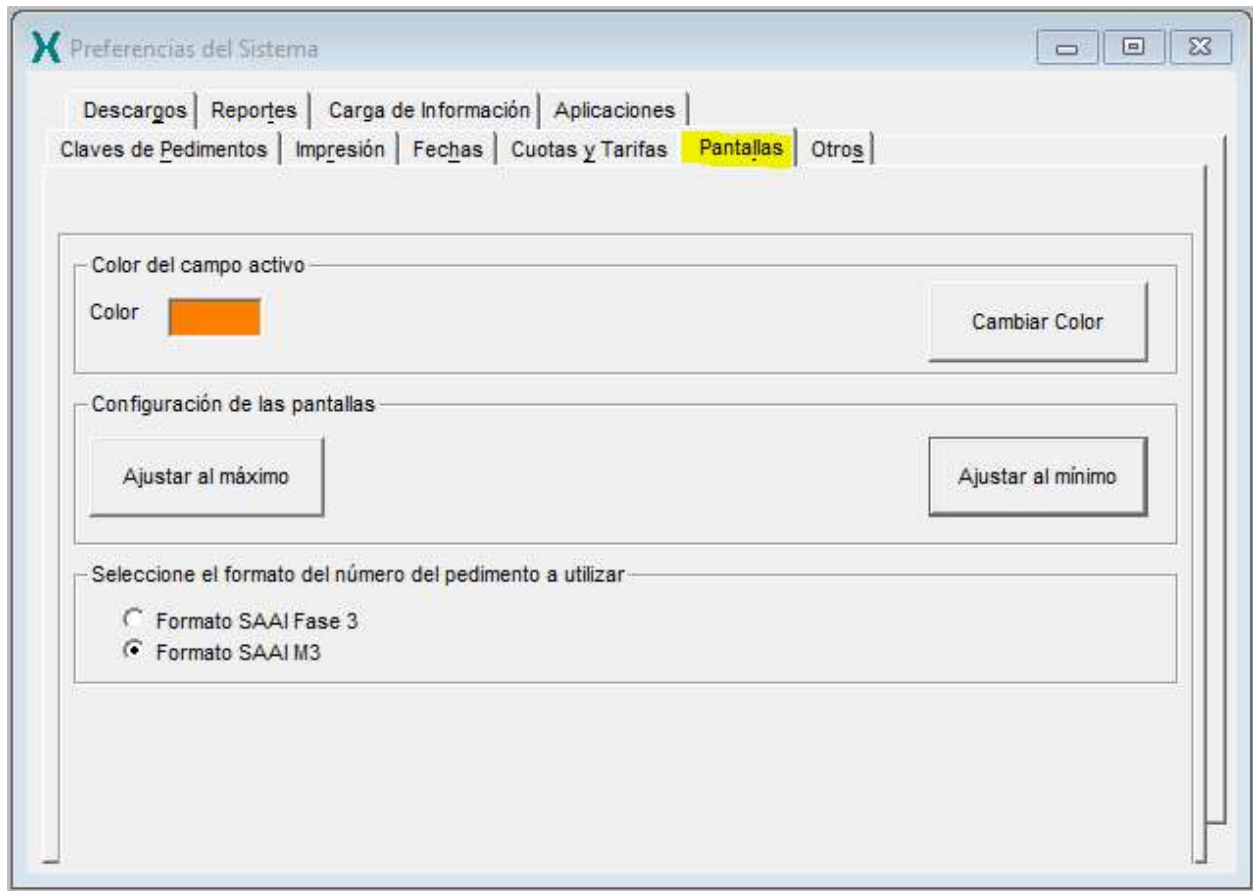 Preferencias del Sistema
Descargos Reportes Carga de Información Aplicaciones
Claves de Pedimentos Impresión Fechas Cuotas y Tarifas Pantallas Otros
Color del campo activo
Color
Cambiar Color
Configuración de las pantallas
Ajustar al máximo Ajustar al mínimo
Seleccione el formato del número del pedimento a utilizar
Formato SAAI Fase 3
Formato SAAI M3